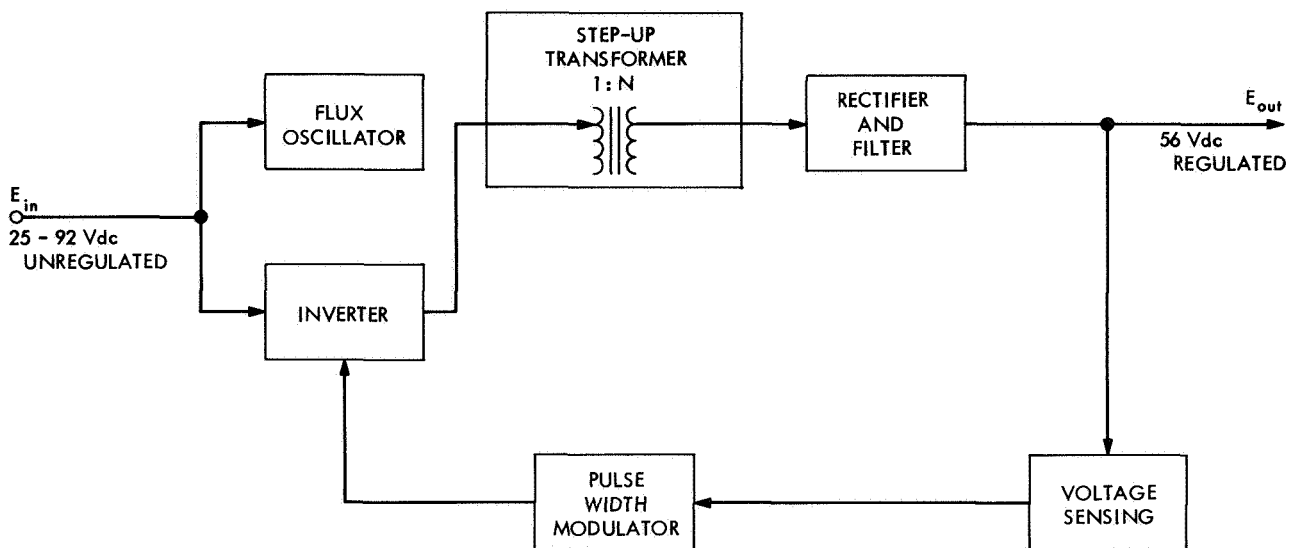 STEP-UP
TRANSFORMER
1 : N
FLUX
OSCILLATOR
RECTIFIER
AND
FILTER
E_out
56 Vdc
REGULATED
E_in
25 - 92 Vdc
UNREGULATED
INVERTER
PULSE
WIDTH
MODULATOR
VOLTAGE
SENSING